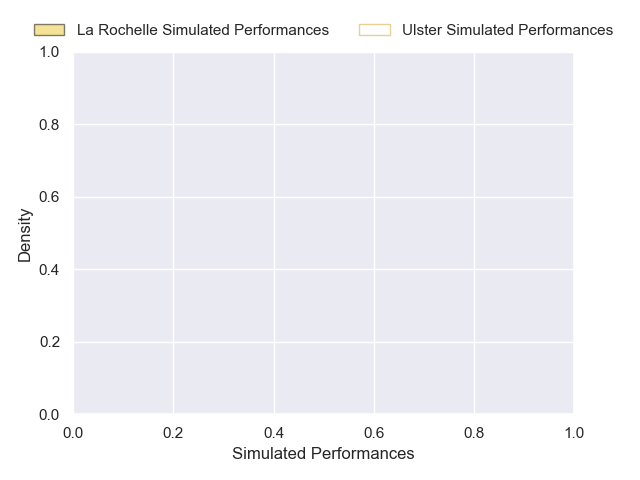 La Rochelle Simulated Performances
Ulster Simulated Performances
1.0
0.8
0.6
0.4
0.2
0.0
Density
0.0 0.2 0.4 0.6 0.8 1.0
Simulated Performances